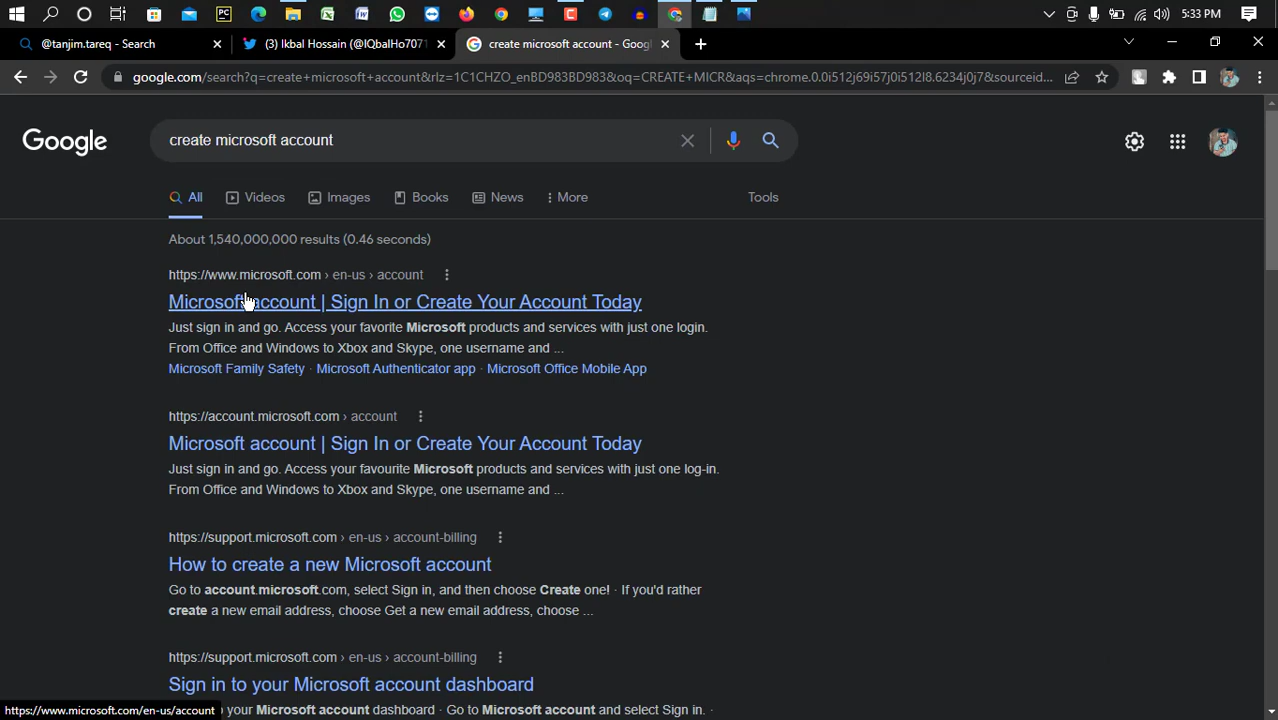 PC
5:33 PM
@tanjim.tareq - Search
(3) Ikbal Hossain (@IQbalHo7071
create microsoft account - Goog
google.com/search?q=create+microsoft+account&rlz=1C1CHZO_enBD983BD983&oq=CREATE+MICR&aqs=chrome.0.0i512j69i57j0i512l8.6234j0j7&sourceid...
Google
create microsoft account
All
Videos
Images
Books
News
More
Tools
About 1,540,000,000 results (0.46 seconds)
https://www.microsoft.com › en-us › account
Microsoft account | Sign In or Create Your Account Today
Just sign in and go. Access your favorite Microsoft products and services with just one login.
From Office and Windows to Xbox and Skype, one username and ...
Microsoft Family Safety · Microsoft Authenticator app · Microsoft Office Mobile App
https://account.microsoft.com › account
Microsoft account | Sign In or Create Your Account Today
Just sign in and go. Access your favourite Microsoft products and services with just one log-in.
From Office and Windows to Xbox and Skype, one username and ...
https://support.microsoft.com › en-us › account-billing
How to create a new Microsoft account
Go to account.microsoft.com, select Sign in, and then choose Create one! · If you'd rather
create a new email address, choose Get a new email address, choose ...
https://support.microsoft.com › en-us › account-billing
Sign in to your Microsoft account dashboard
your Microsoft account dashboard · Go to Microsoft account and select Sign in. ·
https://www.microsoft.com/en-us/account